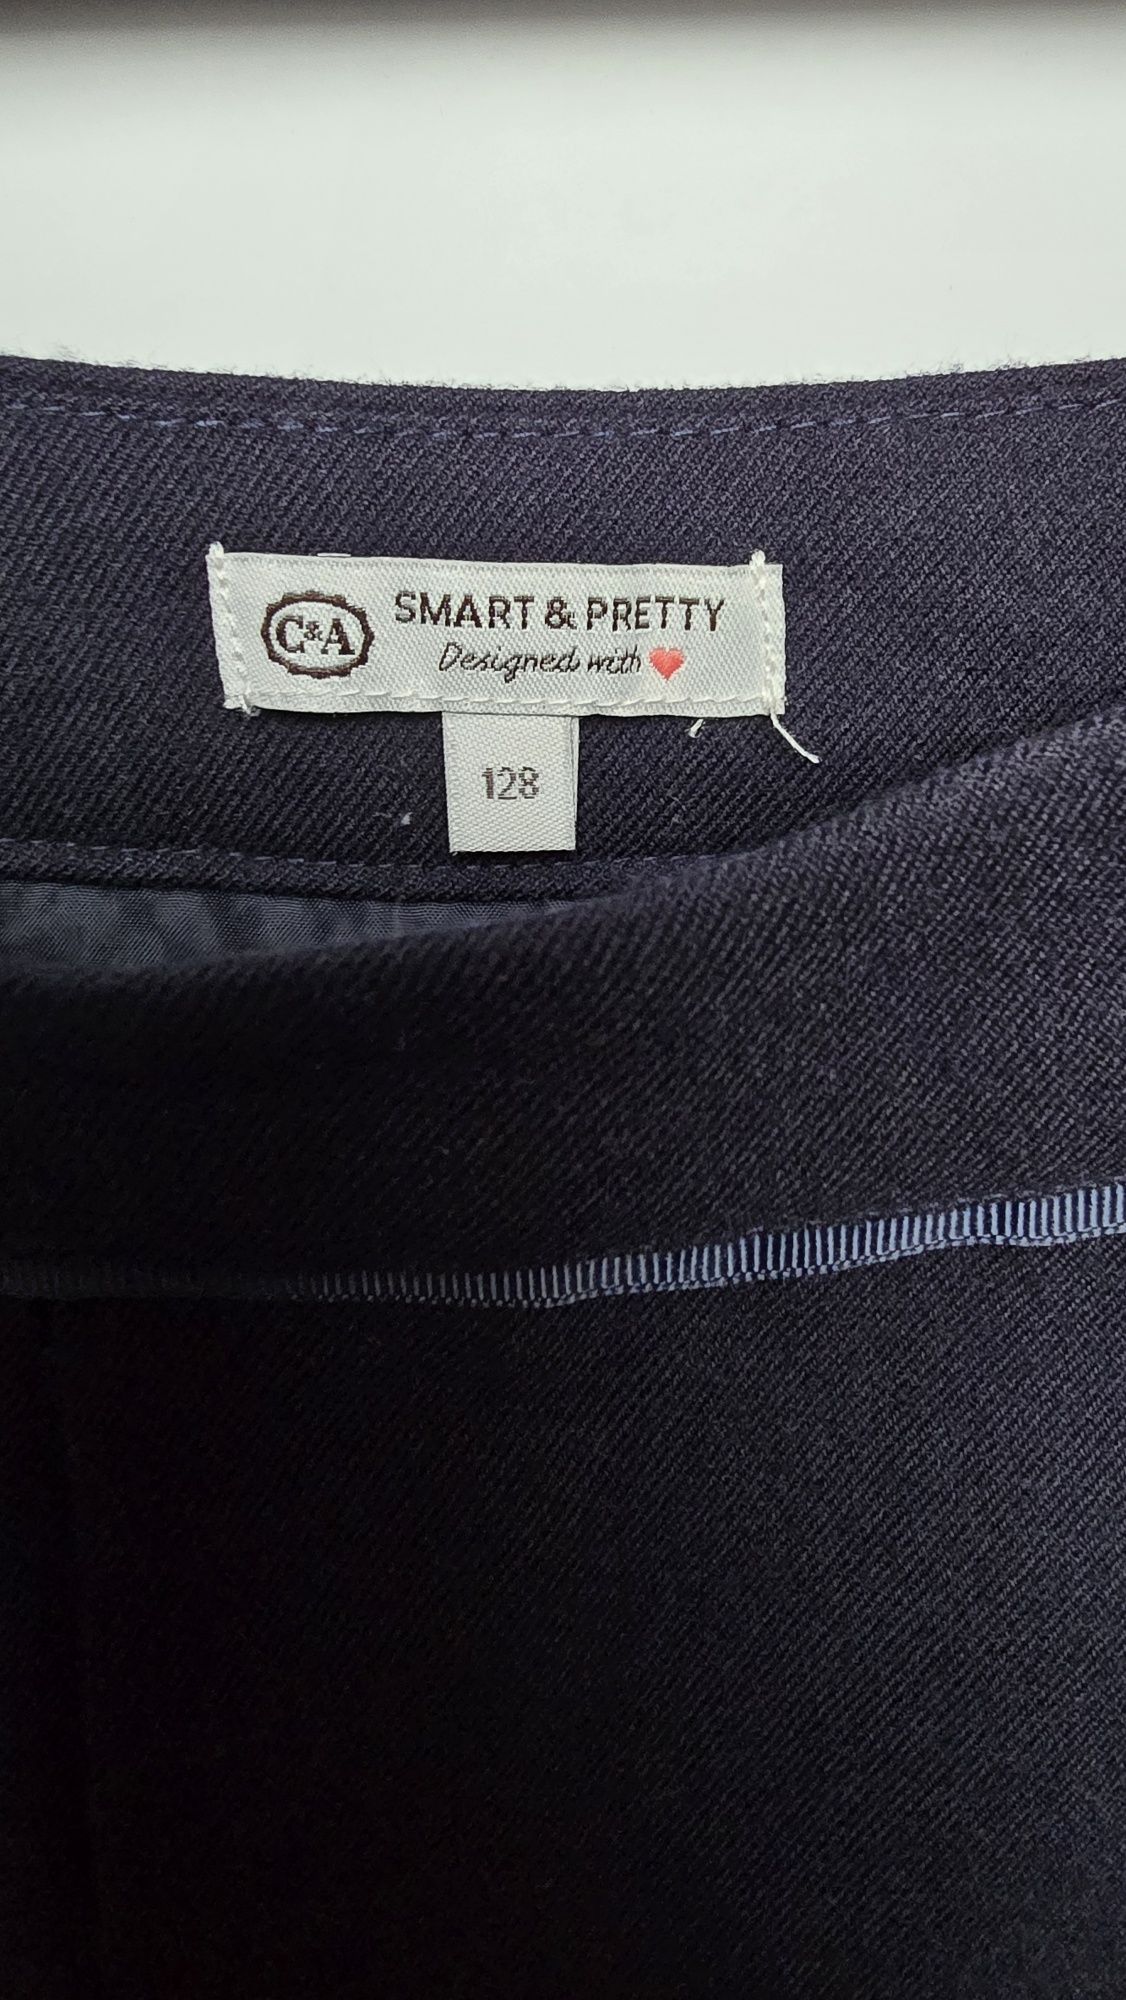 C&A
SMART & PRETTY
Designed with
128